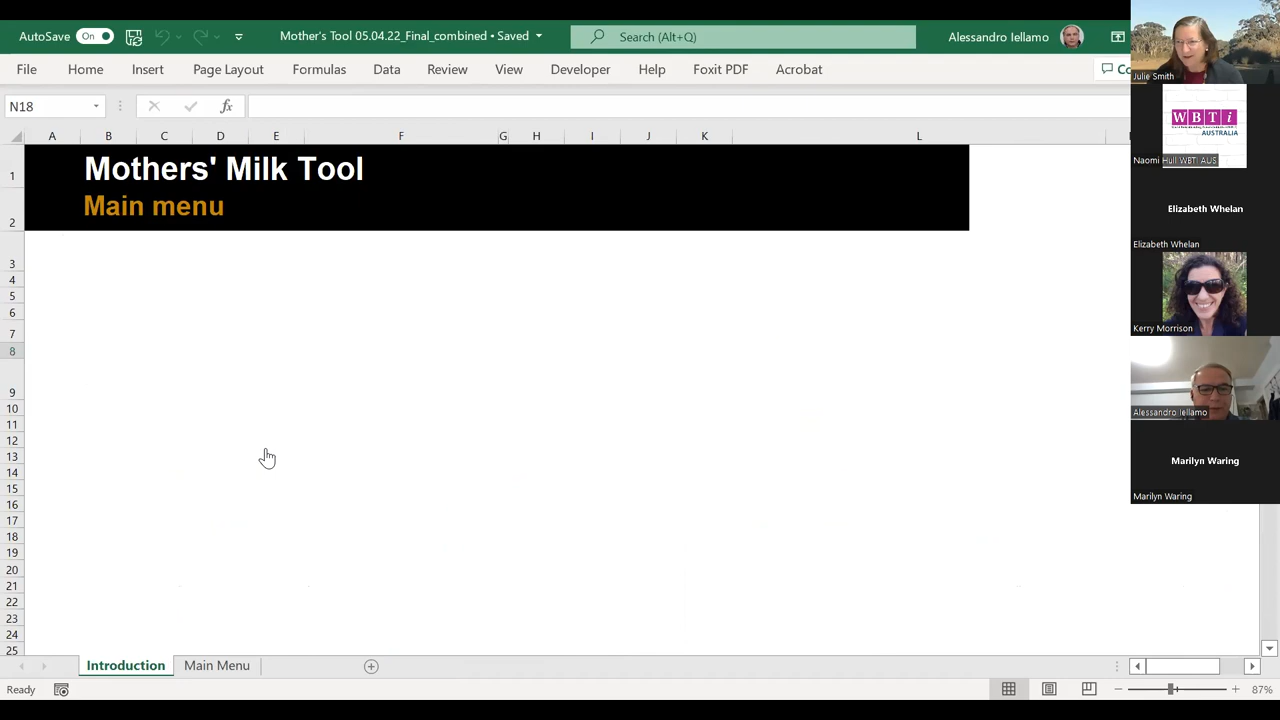 AutoSave On
Mother's Tool 05.04.22_Final_combined • Saved
Search (Alt+Q)
Alessandro Iellamo
File Home Insert Page Layout Formulas Data Review View Developer Help Foxit PDF Acrobat
N18
fx
A B C D E F G H I J K L
1
2
3
4
5
6
7
8
9
10
11
12
13
14
15
16
17
18
19
20
21
22
23
24
25
Mothers' Milk Tool
Main menu
Introduction Main Menu
Ready
87%
Julie Smith
WBTi
AUSTRALIA
Naomi Hull WBTI AUS
Elizabeth Whelan
Elizabeth Whelan
Kerry Morrison
Alessandro Iellamo
Marilyn Waring
Marilyn Waring